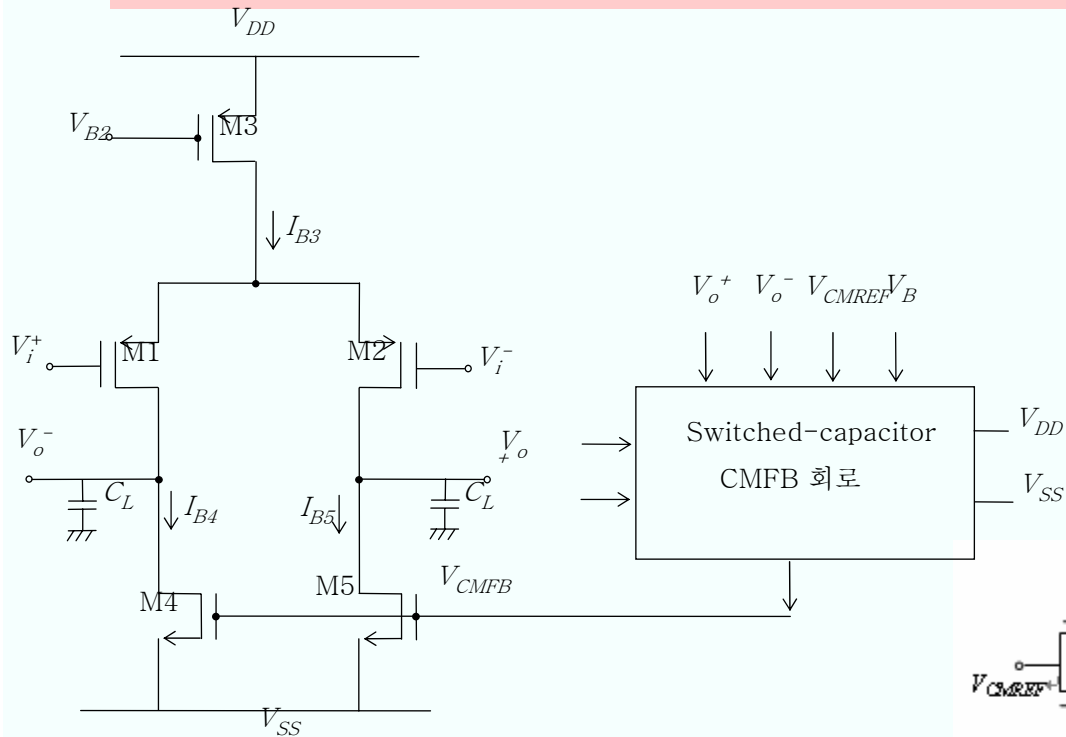 V_DD
V_B2
M3
I_B3
V_o^+ V_o^- V_CMREF V_B
V_i^+ M1 M2 V_i^-
V_o^- V_o^+
Switched-capacitor
CMFB 회로
V_DD
V_SS
C_L I_B4 I_B5 C_L
M4 M5 V_CMFB
V_CMREF
V_SS